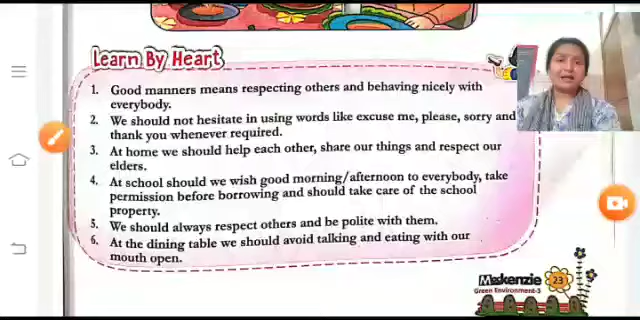 Learn By Heart
1. Good manners means respecting others and behaving nicely with
everybody.
2. We should not hesitate in using words like excuse me, please, sorry and
thank you whenever required.
3. At home we should help each other, share our things and respect our
elders.
4. At school should we wish good morning/afternoon to everybody, take
permission before borrowing and should take care of the school
property.
5. We should always respect others and be polite with them.
6. At the dining table we should avoid talking and eating with our
mouth open.
Maskenzie 23
Green Environment-3